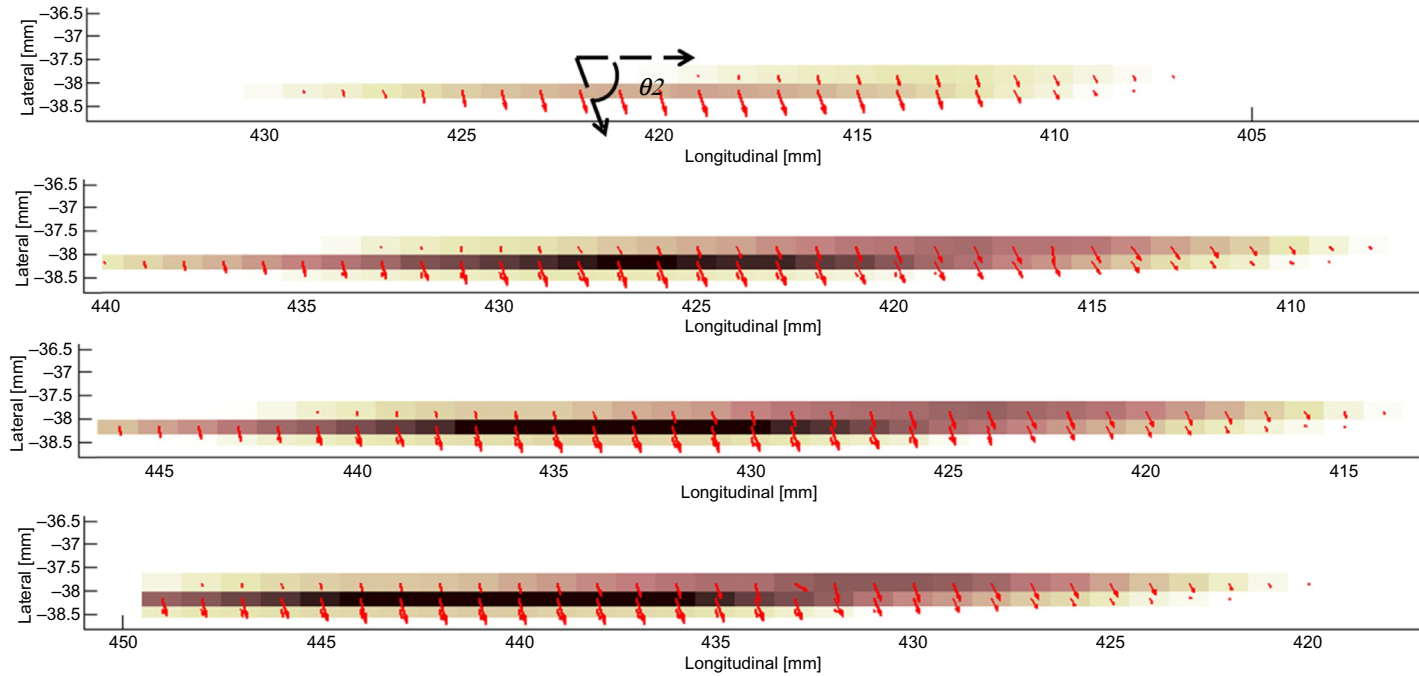 Lateral [mm]
–36.5
–37
–37.5
–38
–38.5
θ2
430 425 420 415 410 405
Longitudinal [mm]
Lateral [mm]
–36.5
–37
–37.5
–38
–38.5
440 435 430 425 420 415 410
Longitudinal [mm]
Lateral [mm]
–36.5
–37
–37.5
–38
–38.5
445 440 435 430 425 420 415
Longitudinal [mm]
Lateral [mm]
–36.5
–37
–37.5
–38
–38.5
450 445 440 435 430 425 420
Longitudinal [mm]